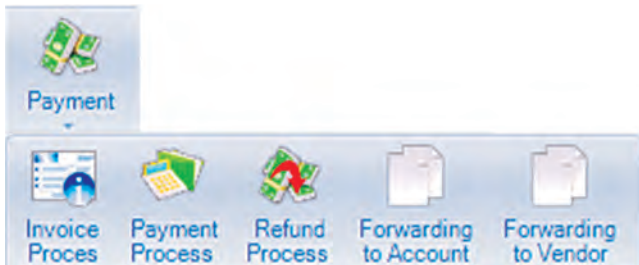 Payment
Invoice Payment Refund Forwarding Forwarding
Proces Process Process to Account to Vendor